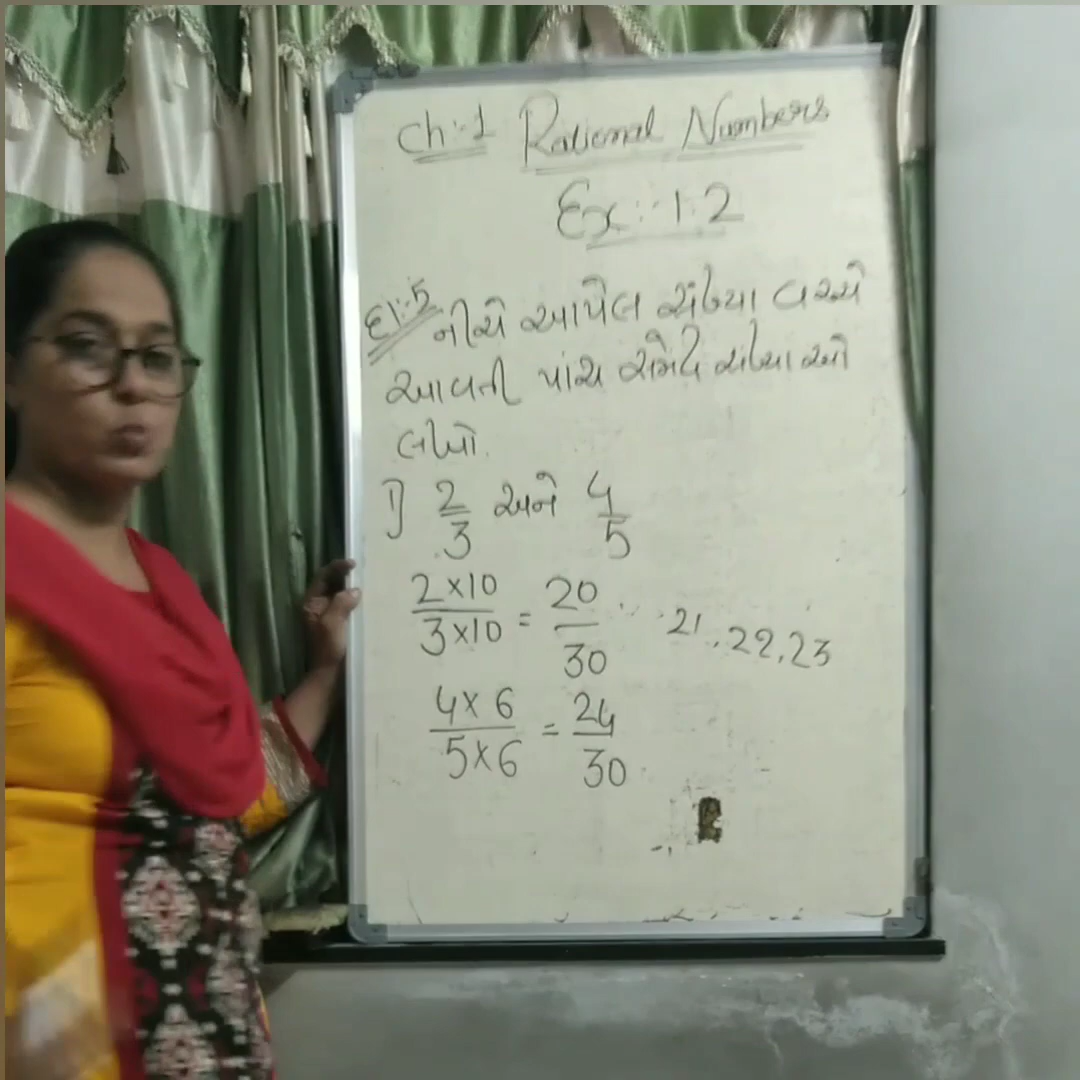 Ch:-1 Rational Numbers
Ex:-1.2
દા:-5 નીચે આપેલ સંખ્યા વચ્ચે
આવતી પાંચ સંમેય સંખ્યાઓ
લખો.
1) 2/3 અને 4/5
2×10/3×10 = 20/30 21,22,23
4×6/5×6 = 24/30